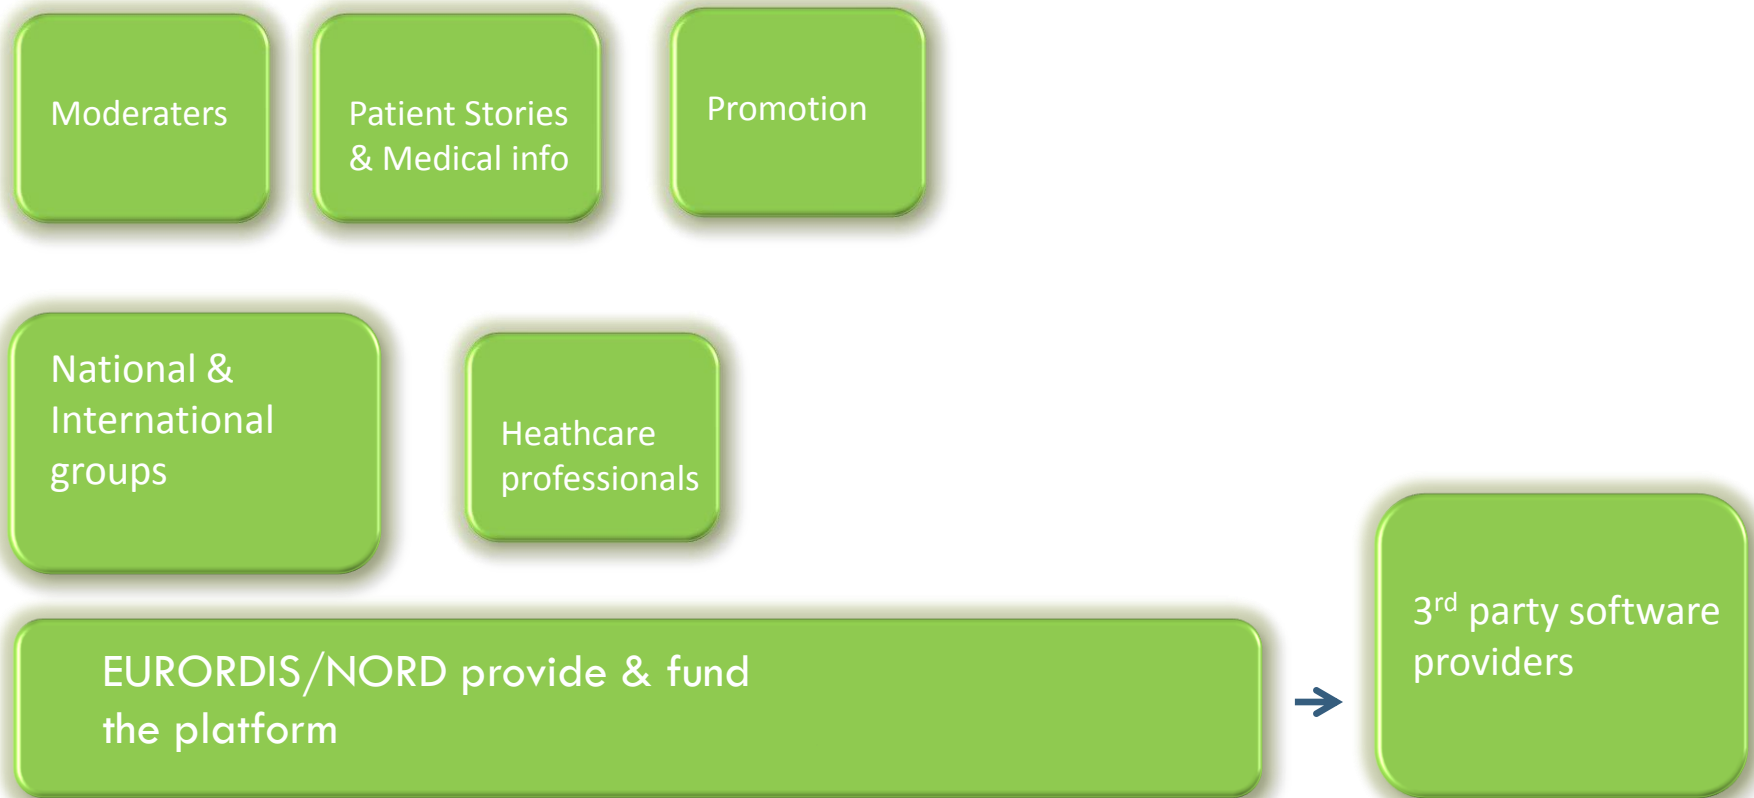 Moderaters
Patient Stories
& Medical info
Promotion
National &
International
groups
Heathcare
professionals
3rd party software
providers
EURORDIS/NORD provide & fund
the platform